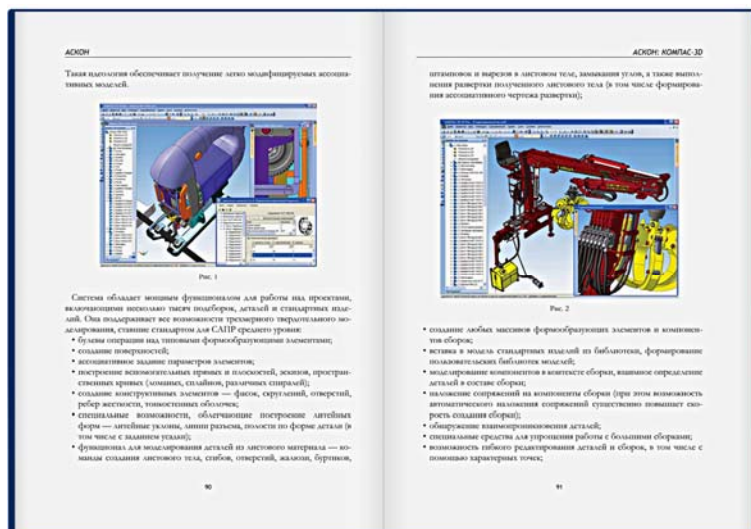 АСКОН
Такая идеология обеспечивает получение легко модифицируемых ассоциа-
тивных моделей.
Рис. 1
Система обладает мощным функционалом для работы над проектами,
включающими несколько тысяч подсборок, деталей и стандартных изде-
лий. Она поддерживает все возможности трехмерного твердотельного мо-
делирования, ставшие стандартом для САПР среднего уровня:
• булевы операции над типовыми формообразующими элементами;
• создание поверхностей;
• ассоциативное задание параметров элементов;
• построение вспомогательных прямых и плоскостей, эскизов, простран-
ственных кривых (ломаных, сплайнов, различных спиралей);
• создание конструктивных элементов — фасок, скруглений, отверстий,
ребер жесткости, тонкостенных оболочек;
• специальные возможности, облегчающие построение литейных
форм — литейные уклоны, линии разъема, полости по форме детали (в
том числе с заданием усадки);
• функционал для моделирования деталей из листового материала — ко-
манды создания листового тела, сгибов, отверстий, жалюзи, буртиков,
90
АСКОН: КОМПАС-3D
штамповок и вырезов в листовом теле, замыкания углов, а также выпол-
нения развертки полученного листового тела (в том числе формирова-
ния ассоциативного чертежа развертки);
Рис. 2
• создание любых массивов формообразующих элементов и компонен-
тов сборок;
• вставка в модель стандартных изделий из библиотеки, формирование
пользовательских библиотек моделей;
• моделирование компонентов в контексте сборки, взаимное определение
деталей в составе сборки;
• наложение сопряжений на компоненты сборки (при этом возможность
автоматического наложения сопряжений существенно повышает ско-
рость создания сборки);
• обнаружение взаимопроникновения деталей;
• специальные средства для упрощения работы с большими сборками;
• возможность гибкого редактирования деталей и сборок, в том числе с
помощью характерных точек;
91